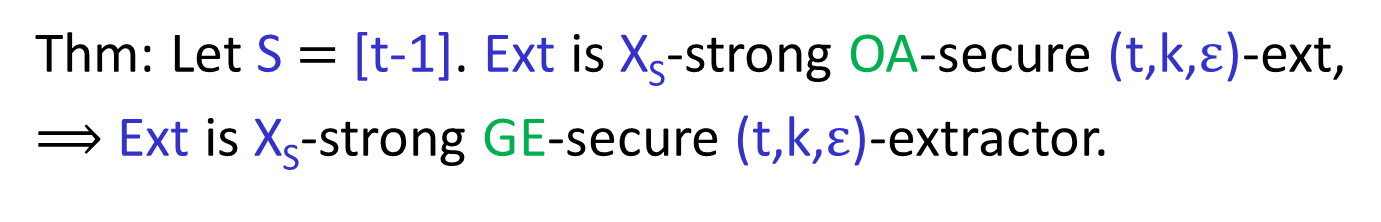 Thm: Let S = [t-1]. Ext is X_S-strong OA-secure (t,k,ε)-ext,
⟹ Ext is X_S-strong GE-secure (t,k,ε)-extractor.